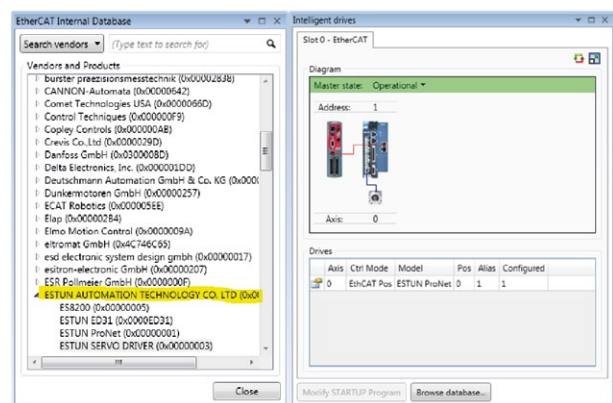 EtherCAT Internal Database
Search vendors
(Type text to search for)
Vendors and Products
burster praezisionsmesstechnik (0x00002B38)
CANNON-Automata (0x00000642)
Comet Technologies USA (0x0000066D)
Control Techniques (0x000000F9)
Copley Controls (0x000000AB)
Crevis Co.,Ltd (0x0000029D)
Danfoss GmbH (0x0300008D)
Delta Electronics, Inc. (0x000001DD)
Deutschmann Automation GmbH & Co. KG (0x000
Dunkermotoren GmbH (0x00000257)
ECAT Robotics (0x000005EE)
Elap (0x000002B4)
Elmo Motion Control (0x0000009A)
eltromat GmbH (0x4C746C65)
esd electronic system design gmbh (0x00000017)
esitron-electronic GmbH (0x00000207)
ESR Pollmeier GmbH (0x0000000F)
ESTUN AUTOMATION TECHNOLOGY CO. LTD (0x0
ES8200 (0x00000005)
ESTUN ED31 (0x0000ED31)
ESTUN ProNet (0x00000001)
ESTUN SERVO DRIVER (0x00000003)
Close
Intelligent drives
Slot 0 - EtherCAT
Diagram
Master state: Operational
Address: 1
Axis: 0
Drives
Axis Ctrl Mode Model Pos Alias Configured
0 EthCAT Pos ESTUN ProNet 0 1 1
Modify STARTUP Program Browse database...